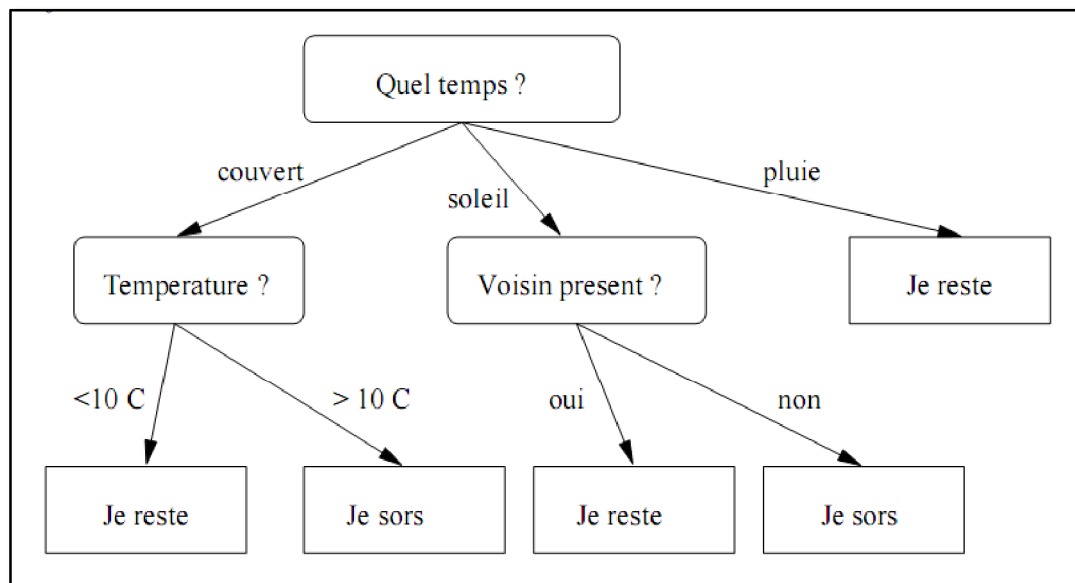 Quel temps ?
couvert
soleil
pluie
Temperature ?
Voisin present ?
Je reste
<10 C
> 10 C
oui
non
Je reste
Je sors
Je reste
Je sors